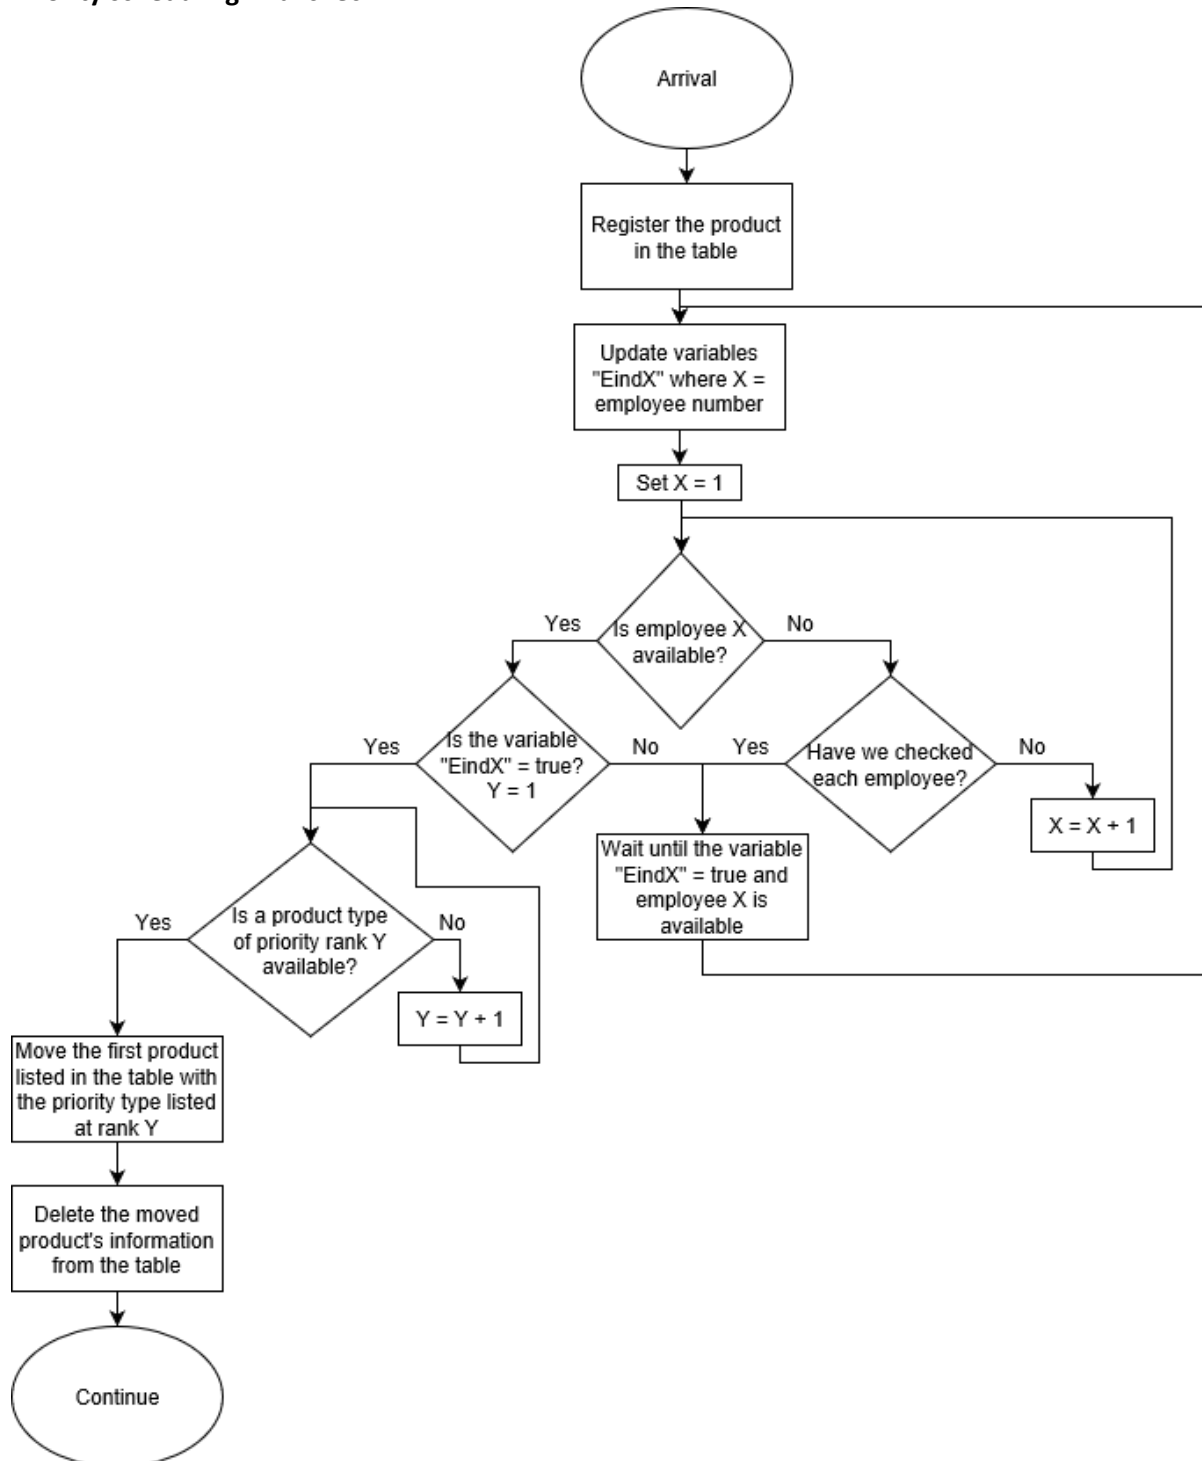 Arrival
Register the product
in the table
Update variables
"EindX" where X =
employee number
Set X = 1
Is employee X
available?
Yes
No
Is the variable
"EindX" = true?
Y = 1
Yes
No
Have we checked
each employee?
Yes
No
X = X + 1
Wait until the variable
"EindX" = true and
employee X is
available
Is a product type
of priority rank Y
available?
Yes
No
Y = Y + 1
Move the first product
listed in the table with
the priority type listed
at rank Y
Delete the moved
product's information
from the table
Continue